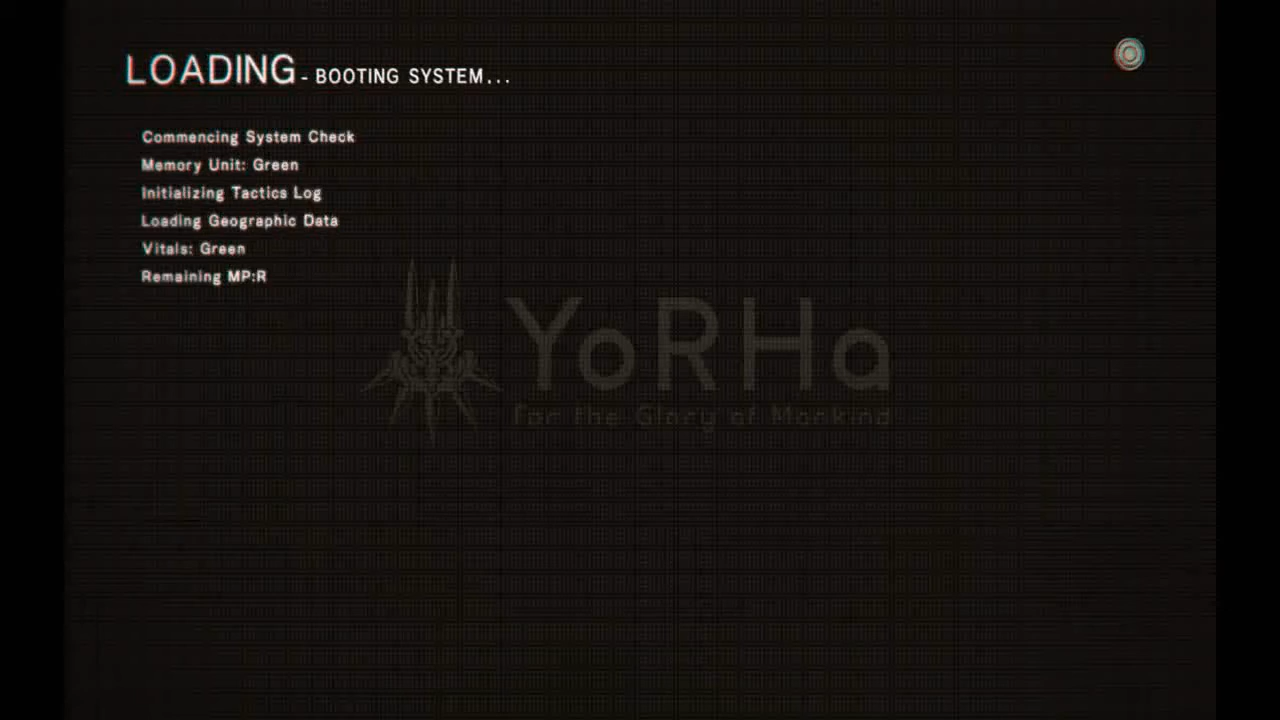 LOADING - BOOTING SYSTEM...
Commencing System Check
Memory Unit: Green
Initializing Tactics Log
Loading Geographic Data
Vitals: Green
Remaining MP:R
YoRHa
For the Glory of Mankind